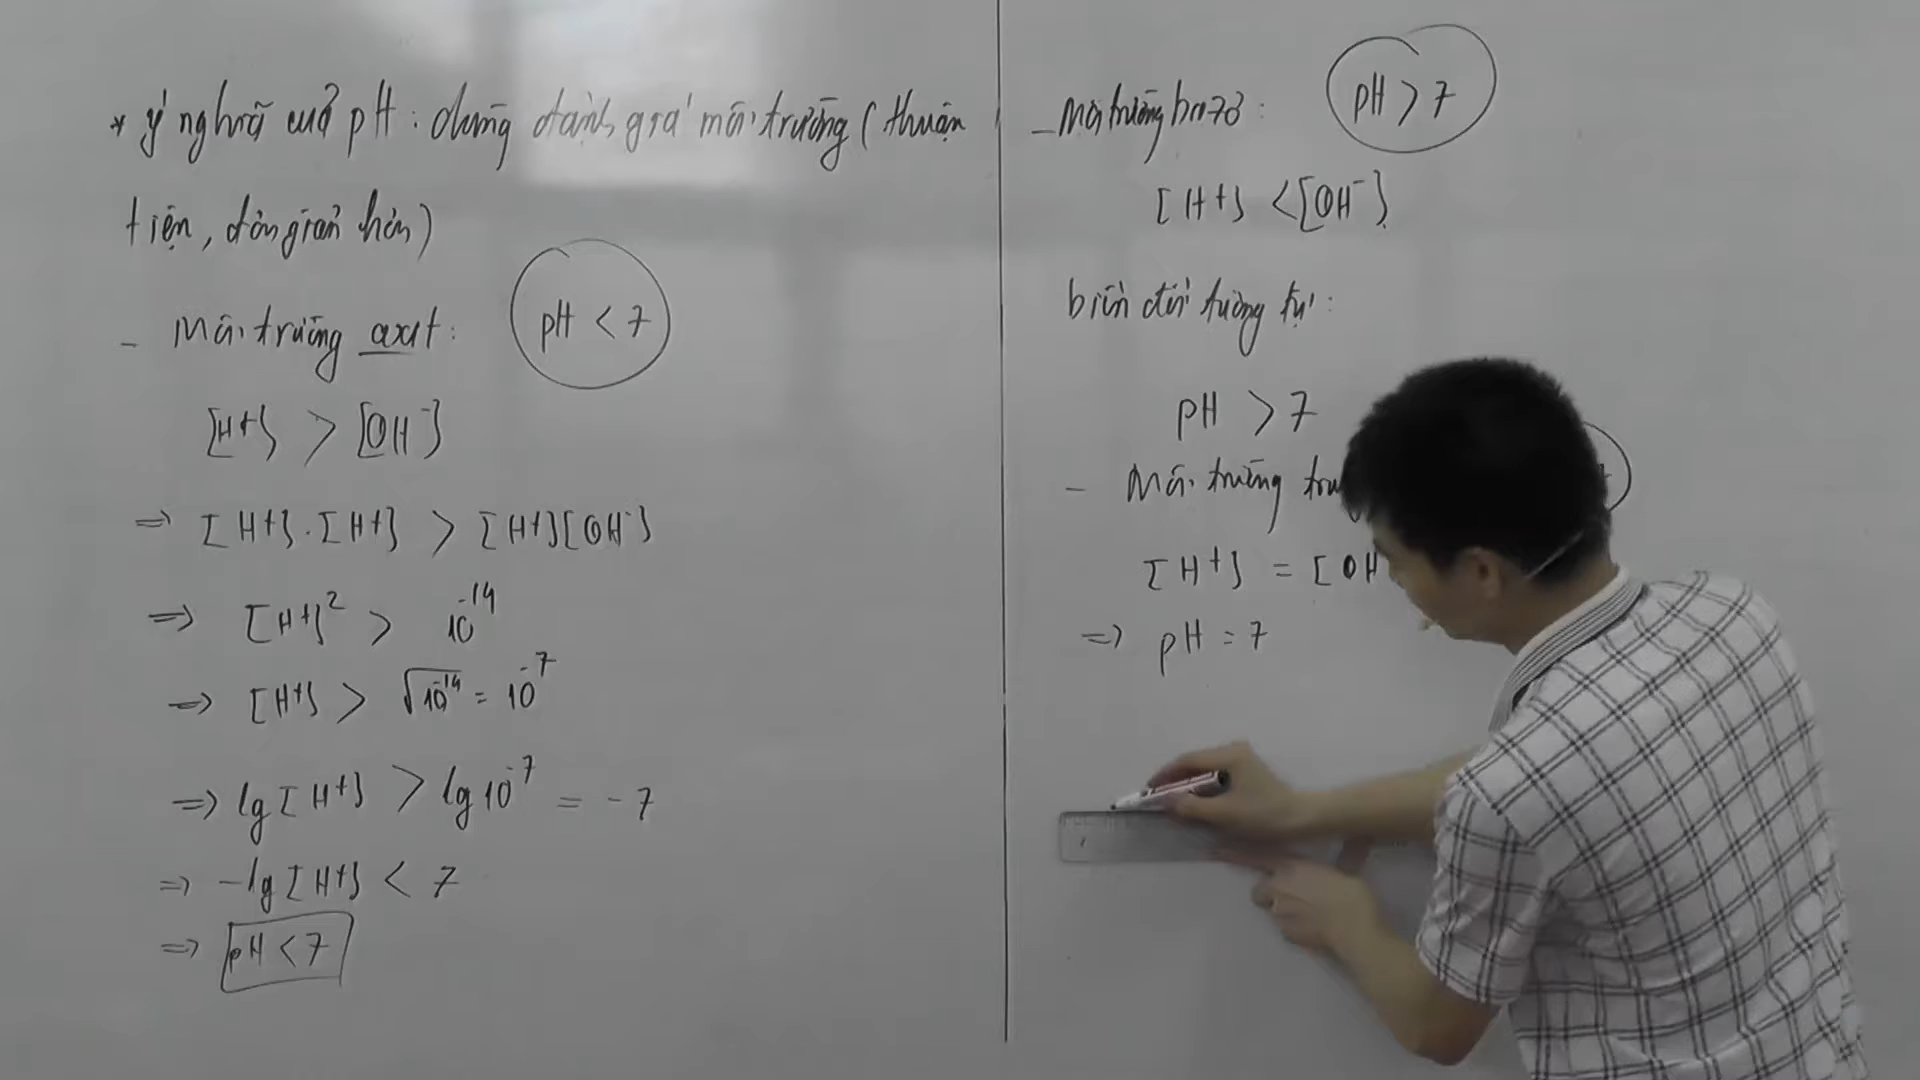 * Ý nghĩa của pH : dùng đánh giá môi trường ( thuận
tiện, đơn giản hơn)
- Môi trường axit : pH < 7
[H+] > [OH-]
=> [H+] . [H+] > [H+][OH-]
=> [H+]² > 10⁻¹⁴
=> [H+] > √10⁻¹⁴ = 10⁻⁷
=> lg [H+] > lg 10⁻⁷ = -7
=> -lg [H+] < 7
=> pH < 7
- Môi trường bazơ : pH > 7
[H+] < [OH-]
biến đổi tương tự :
pH > 7
- Môi trường
[H+] = [OH
=> pH = 7